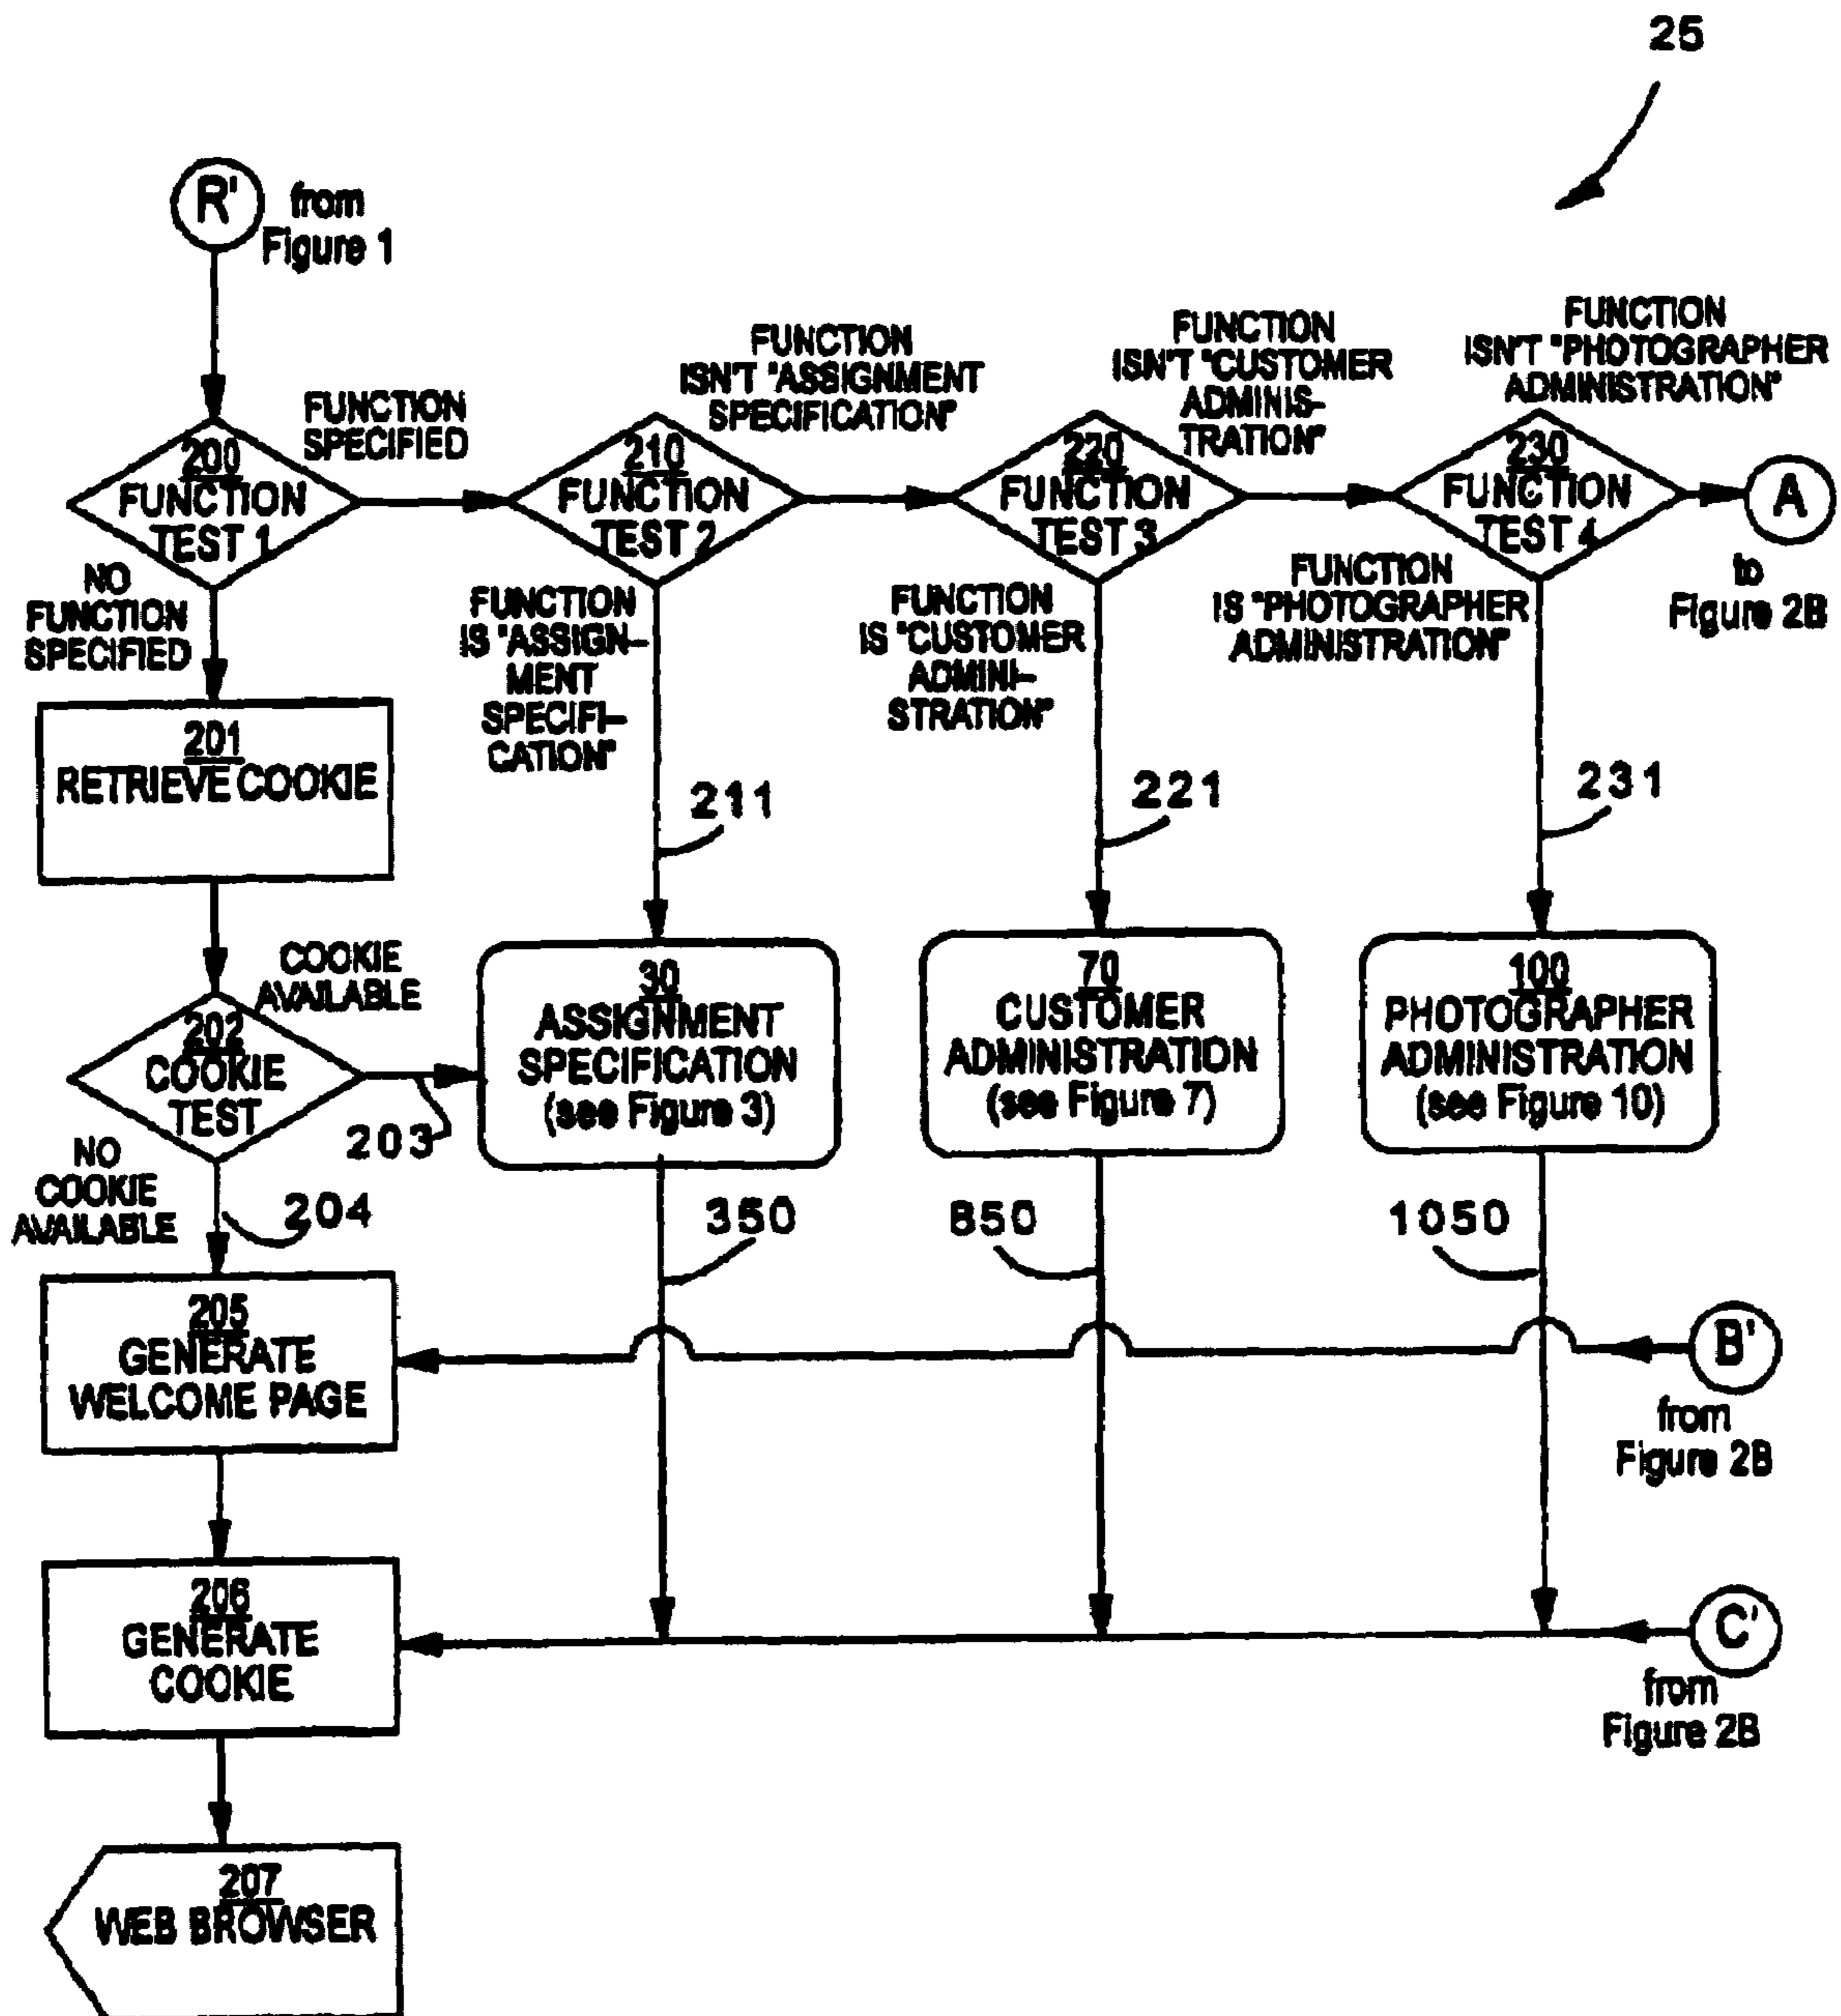 25
R'
from
Figure 1
FUNCTION
SPECIFIED
FUNCTION
ISN'T "ASSIGNMENT
SPECIFICATION"
FUNCTION
ISN'T "CUSTOMER
ADMINIS-
TRATION"
FUNCTION
ISN'T "PHOTOGRAPHER
ADMINISTRATION"
200
FUNCTION
TEST 1
210
FUNCTION
TEST 2
220
FUNCTION
TEST 3
230
FUNCTION
TEST 4
A
to
Figure 2B
NO
FUNCTION
SPECIFIED
FUNCTION
IS "ASSIGN-
MENT
SPECIFI-
CATION"
FUNCTION
IS "CUSTOMER
ADMINI-
STRATION"
FUNCTION
IS "PHOTOGRAPHER
ADMINISTRATION"
201
RETRIEVE COOKIE
211
221
231
COOKIE
AVAILABLE
202
COOKIE
TEST
203
30
ASSIGNMENT
SPECIFICATION
(see Figure 3)
70
CUSTOMER
ADMINISTRATION
(see Figure 7)
100
PHOTOGRAPHER
ADMINISTRATION
(see Figure 10)
NO
COOKIE
AVAILABLE
204
350
850
1050
205
GENERATE
WELCOME PAGE
B'
from
Figure 2B
206
GENERATE
COOKIE
C'
from
Figure 2B
207
WEB BROWSER